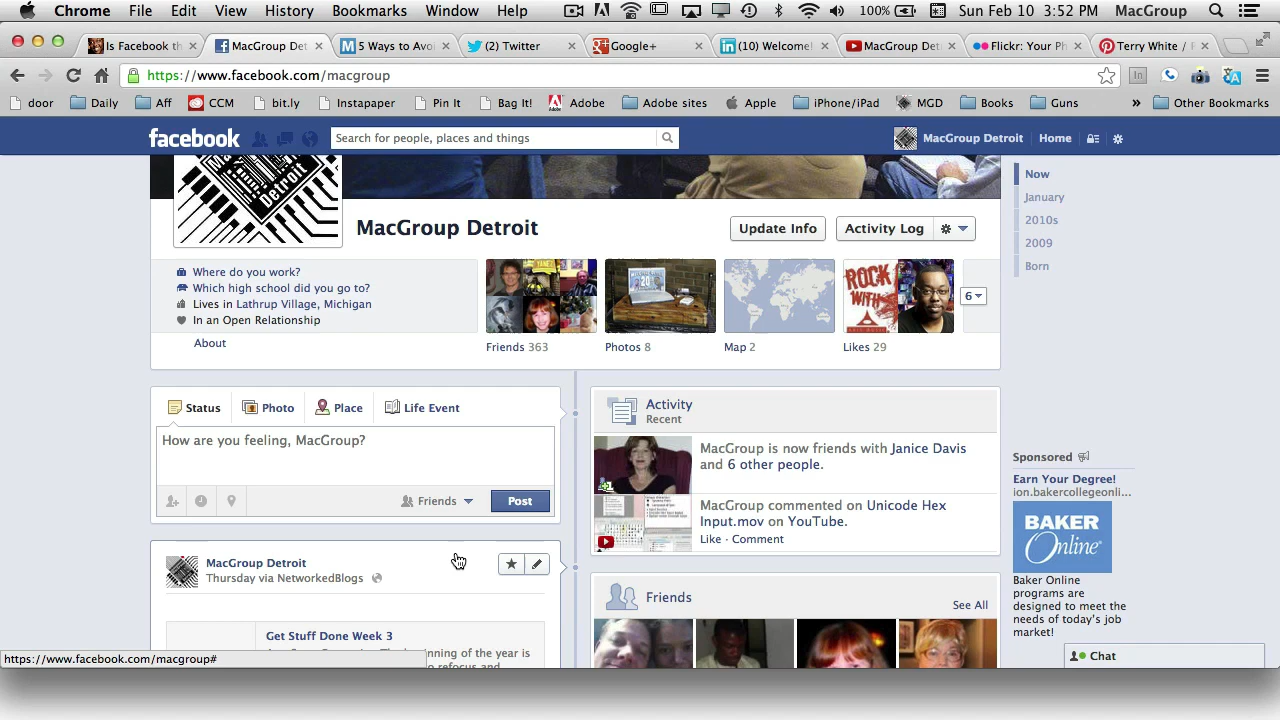 Chrome File Edit View History Bookmarks Window Help 100% Sun Feb 10 3:52 PM MacGroup
Is Facebook th MacGroup Det 5 Ways to Avo (2) Twitter Google+ (10) Welcome! MacGroup Det Flickr: Your Ph Terry White / P
https://www.facebook.com/macgroup
door Daily Aff CCM bit.ly Instapaper Pin It Bag It! Adobe Adobe sites Apple iPhone/iPad MGD Books Guns » Other Bookmarks
facebook Search for people, places and things MacGroup Detroit Home
Detroit
MacGroup Detroit
Update Info
Activity Log
Now
January
2010s
2009
Born
Where do you work?
Which high school did you go to?
Lives in Lathrup Village, Michigan
In an Open Relationship
About
ROCK
WITH
6
Friends 363
Photos 8
Map 2
Likes 29
Status Photo Place Life Event
How are you feeling, MacGroup?
Friends Post
MacGroup Detroit
Thursday via NetworkedBlogs
Get Stuff Done Week 3
Activity
Recent
MacGroup is now friends with Janice Davis
and 6 other people.
MacGroup commented on Unicode Hex
Input.mov on YouTube.
Like · Comment
Friends
See All
Sponsored
Earn Your Degree!
ion.bakercollegeonli...
BAKER
Online
Baker Online
programs are
designed to meet the
needs of today's job
market!
Chat
https://www.facebook.com/macgroup#